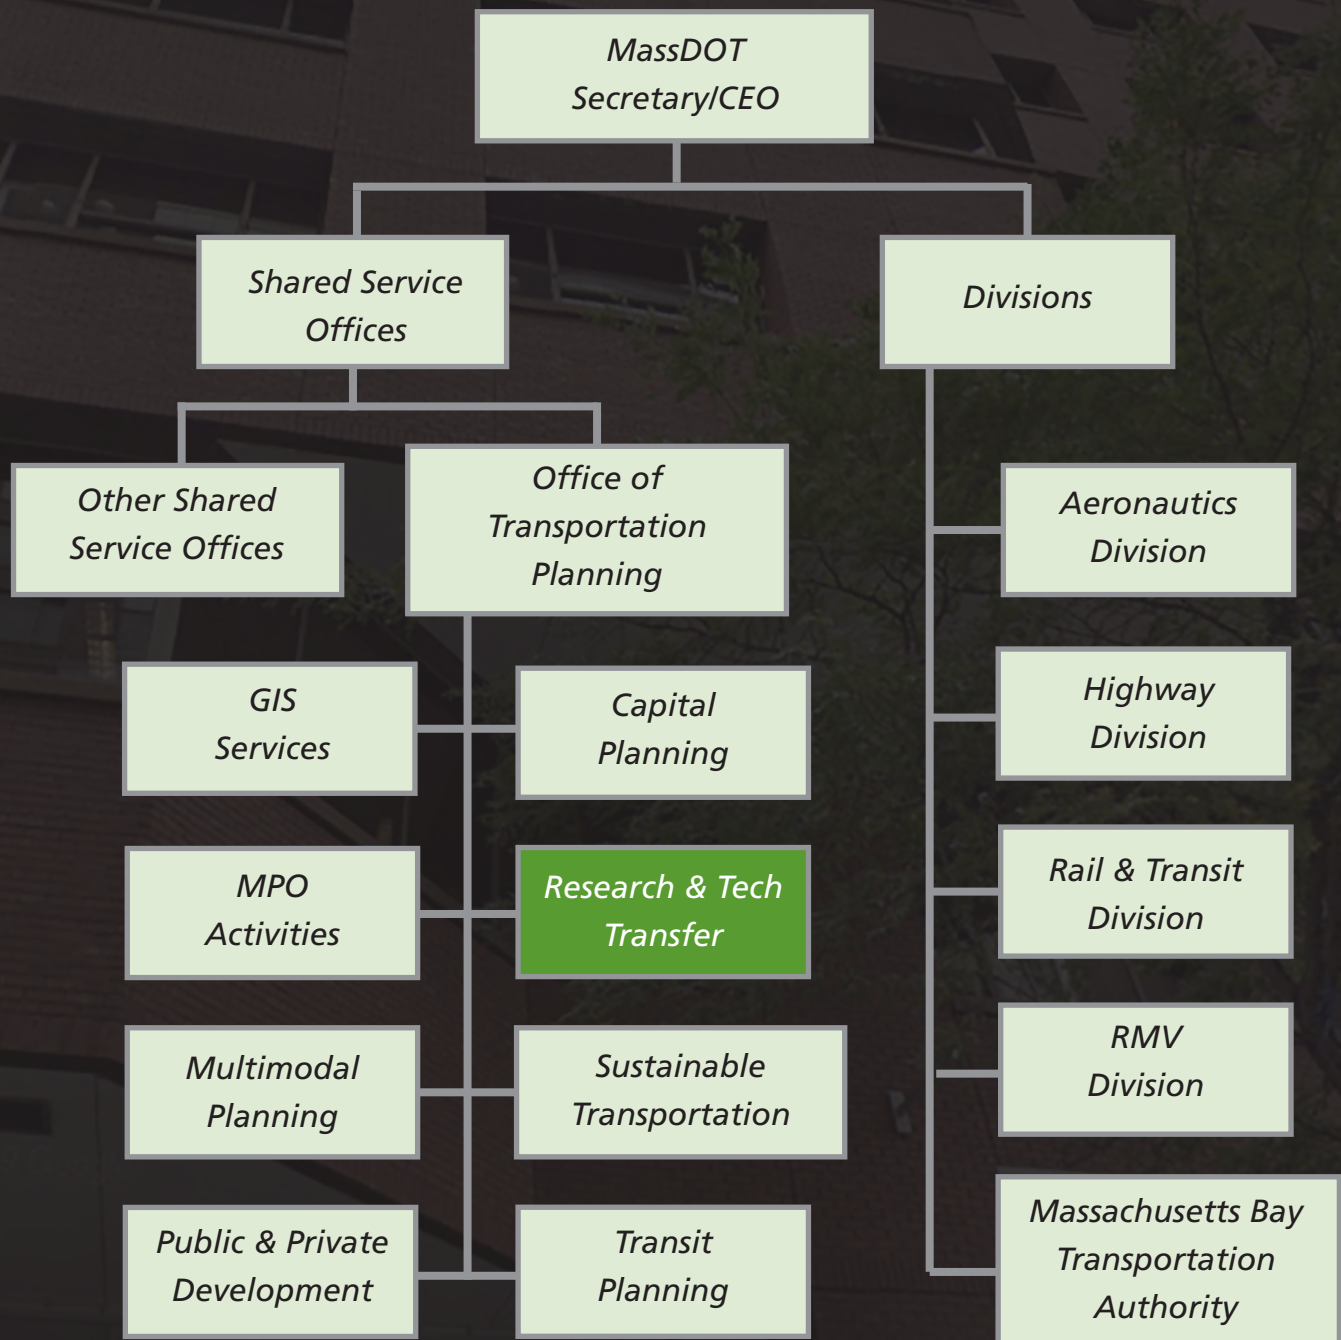 MassDOT
Secretary/CEO
Shared Service
Offices
Divisions
Other Shared
Service Offices
Office of
Transportation
Planning
Aeronautics
Division
GIS
Services
Capital
Planning
Highway
Division
MPO
Activities
Research & Tech
Transfer
Rail & Transit
Division
Multimodal
Planning
Sustainable
Transportation
RMV
Division
Public & Private
Development
Transit
Planning
Massachusetts Bay
Transportation
Authority